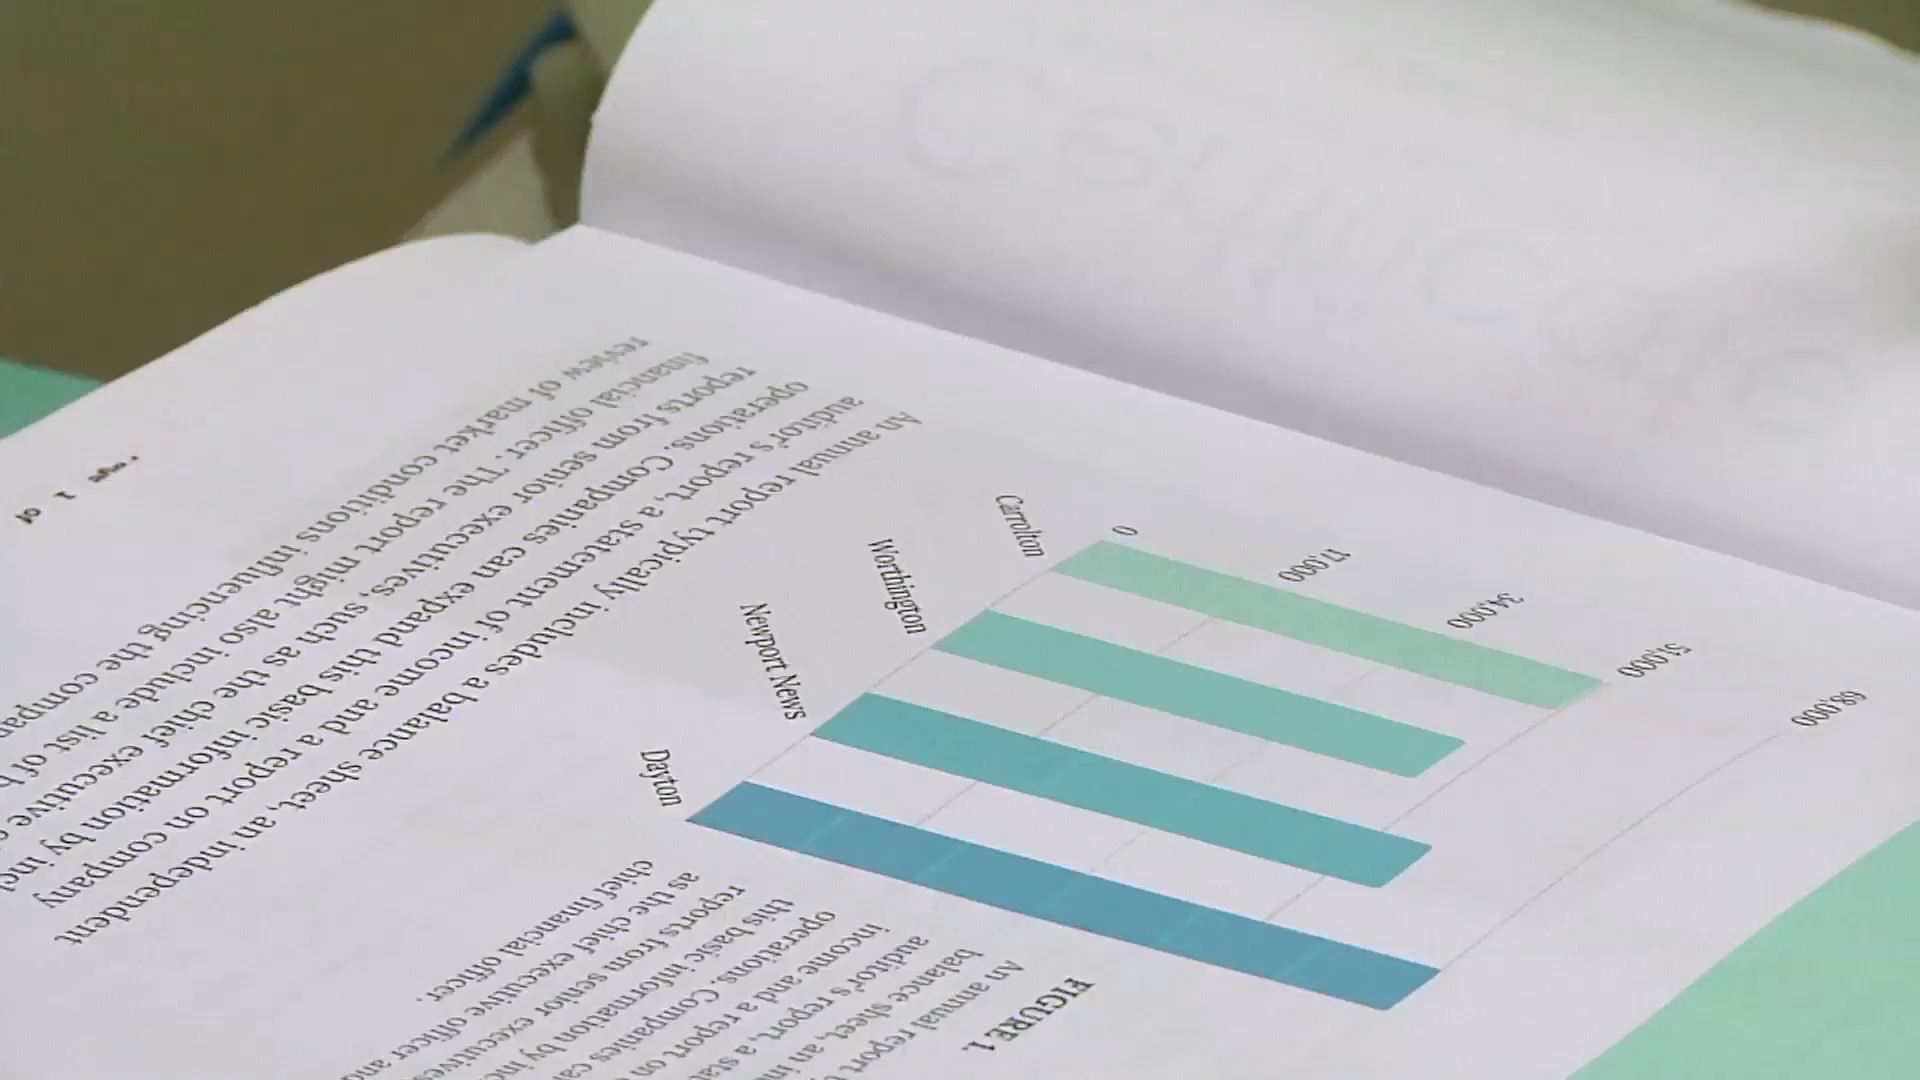 FIGURE 1.
An annual report
balance sheet, an
auditor's report, a
income and a report on
operations. Companies
this basic information by
reports from senior
as the chief executive officer and
chief financial officer.
0
17,000
34,000
51,000
68,000
Carrolton
Worthington
Newport News
Dayton
An annual report typically includes a balance sheet, an independent
auditor's report, a statement of income and a report on company
operations. Companies can expand this basic information by
reports from senior executives, such as the chief executive
financial officer. The report might also include a list of
review of market conditions influencing the
1 of